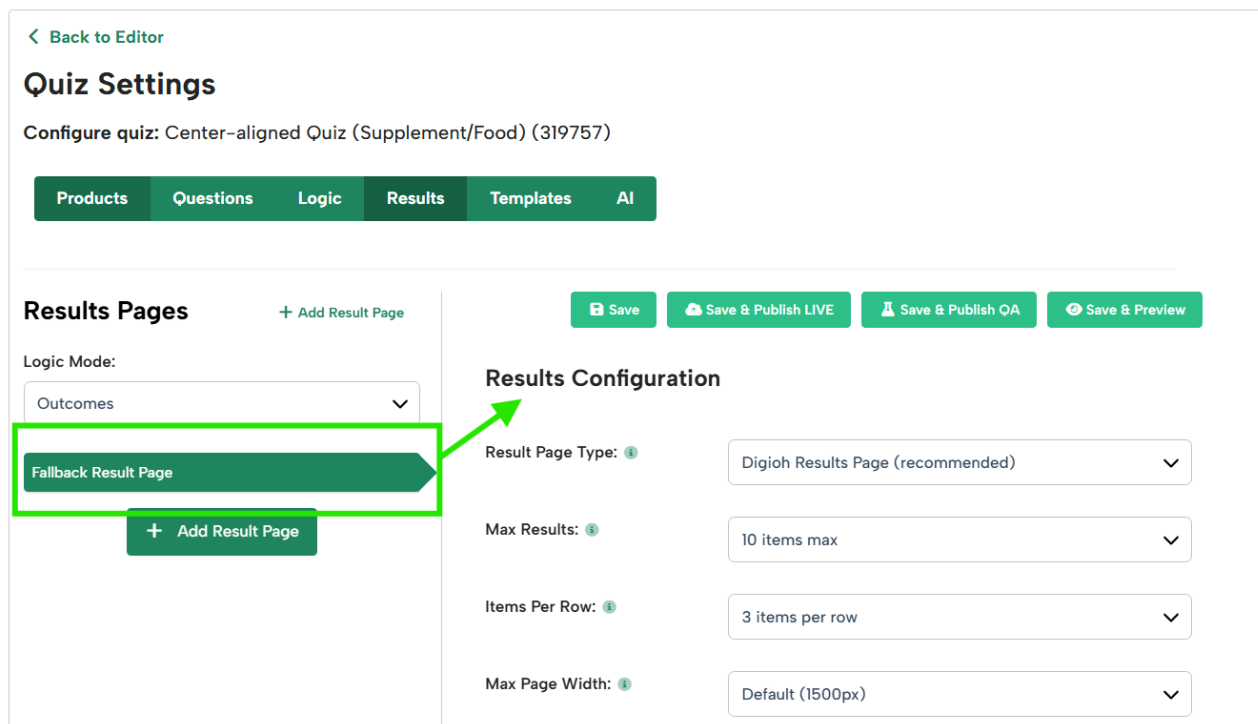 Back to Editor
Quiz Settings
Configure quiz: Center-aligned Quiz (Supplement/Food) (319757)
Products Questions Logic Results Templates AI
Results Pages + Add Result Page
Save Save & Publish LIVE Save & Publish QA Save & Preview
Logic Mode:
Outcomes
Fallback Result Page
+ Add Result Page
Results Configuration
Result Page Type: i
Digioh Results Page (recommended)
Max Results: i
10 items max
Items Per Row: i
3 items per row
Max Page Width: i
Default (1500px)